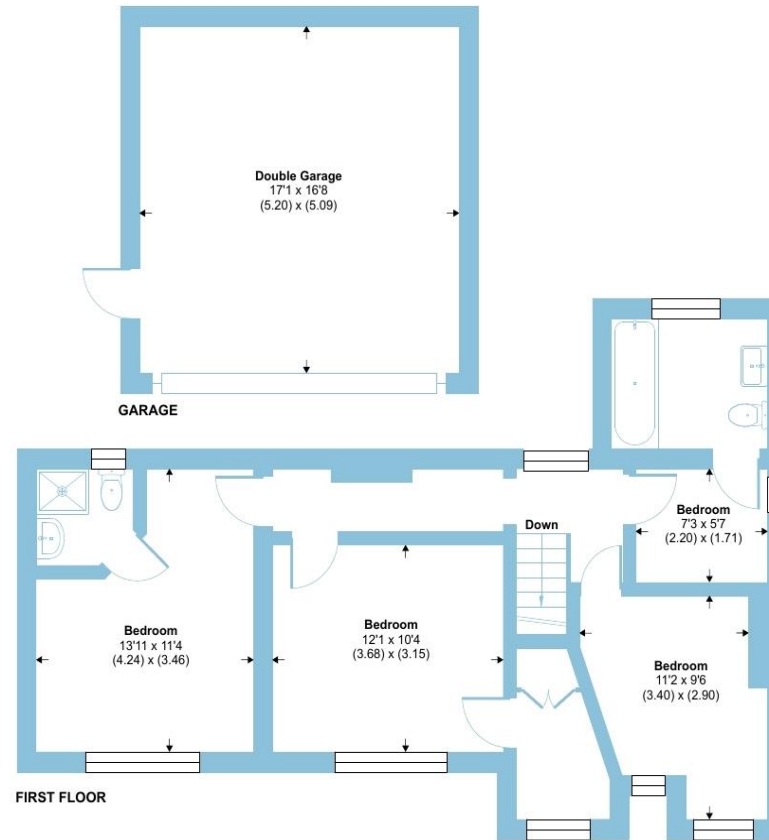 Double Garage
17'1 x 16'8
(5.20) x (5.09)
GARAGE
Down
Bedroom
7'3 x 5'7
(2.20) x (1.71)
Bedroom
13'11 x 11'4
(4.24) x (3.46)
Bedroom
12'1 x 10'4
(3.68) x (3.15)
Bedroom
11'2 x 9'6
(3.40) x (2.90)
FIRST FLOOR